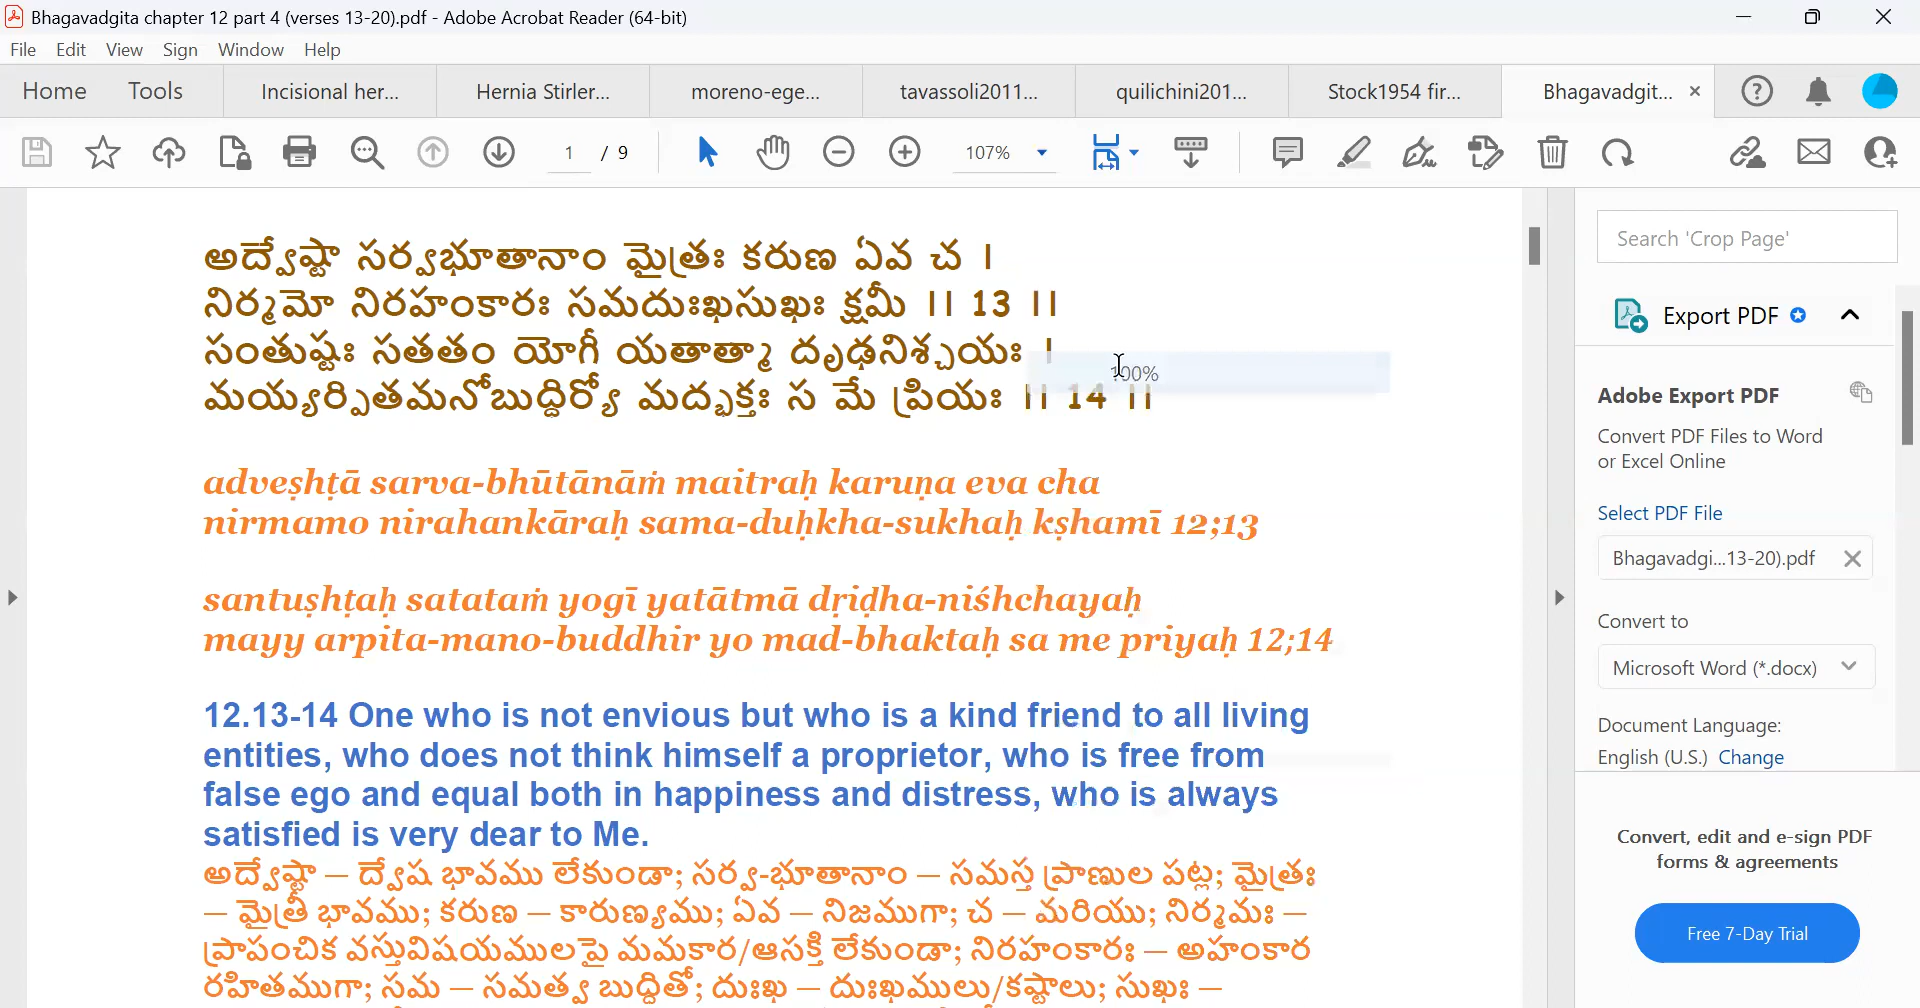 Bhagavadgita chapter 12 part 4 (verses 13-20).pdf - Adobe Acrobat Reader (64-bit)
File Edit View Sign Window Help
Home Tools Incisional her... Hernia Stirler... moreno-ege... tavassoli2011... quilichini201... Stock1954 fir... Bhagavadgit...
1 / 9 107%
అద్వేష్టా సర్వభూతానాం మైత్రః కరుణ ఏవ చ ।
నిర్మమో నిరహంకారః సమదుఃఖసుఖః క్షమీ ।। 13 ।।
సంతుష్టః సతతం యోగీ యతాత్మా దృఢనిశ్చయః ।
100%
మయ్యర్పితమనోబుద్ధిర్యో మద్భక్తః స మే ప్రియః ।। 14 ।।
adveṣhṭā sarva-bhūtānāṁ maitraḥ karuṇa eva cha
nirmamo nirahankāraḥ sama-duḥkha-sukhaḥ kṣhamī 12;13
santuṣhṭaḥ satataṁ yogī yatātmā dṛiḍha-niśhchayaḥ
mayy arpita-mano-buddhir yo mad-bhaktaḥ sa me priyaḥ 12;14
12.13-14 One who is not envious but who is a kind friend to all living
entities, who does not think himself a proprietor, who is free from
false ego and equal both in happiness and distress, who is always
satisfied is very dear to Me.
అద్వేష్టా — ద్వేష భావము లేకుండా; సర్వ-భూతానాం — సమస్త ప్రాణుల పట్ల; మైత్రః
— మైత్రీ భావము; కరుణ — కారుణ్యము; ఏవ — నిజముగా; చ — మరియు; నిర్మమః —
ప్రాపంచిక వస్తువిషయములపై మమకార/ఆసక్తి లేకుండా; నిరహంకారః — అహంకార
రహితముగా; సమ — సమత్వ బుద్ధితో; దుఃఖ — దుఃఖములు/కష్టాలు; సుఖః —
Search 'Crop Page'
Export PDF
Adobe Export PDF
Convert PDF Files to Word
or Excel Online
Select PDF File
Bhagavadgi...13-20).pdf
Convert to
Microsoft Word (*.docx)
Document Language:
English (U.S.) Change
Convert, edit and e-sign PDF
forms & agreements
Free 7-Day Trial